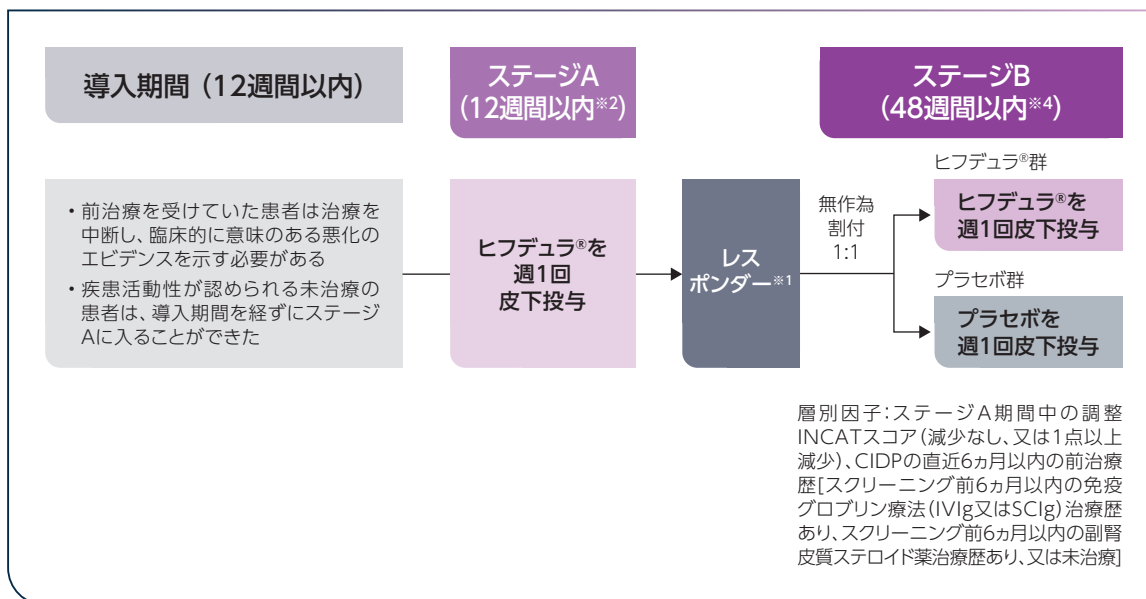 導入期間（12週間以内）
ステージA
（12週間以内※2）
ステージB
（48週間以内※4）
・前治療を受けていた患者は治療を
中断し、臨床的に意味のある悪化の
エビデンスを示す必要がある
・疾患活動性が認められる未治療の
患者は、導入期間を経ずにステージ
Aに入ることができた
ヒフデュラ®を
週1回
皮下投与
レス
ポンダー※1
無作為
割付
1:1
ヒフデュラ®群
ヒフデュラ®を
週1回皮下投与
プラセボ群
プラセボを
週1回皮下投与
層別因子：ステージA期間中の調整
INCATスコア（減少なし、又は1点以上
減少）、CIDPの直近6ヵ月以内の前治療
歴［スクリーニング前6ヵ月以内の免疫
グロブリン療法（IVIg又はSCIg）治療歴
あり、スクリーニング前6ヵ月以内の副腎
皮質ステロイド薬治療歴あり、又は未治療］